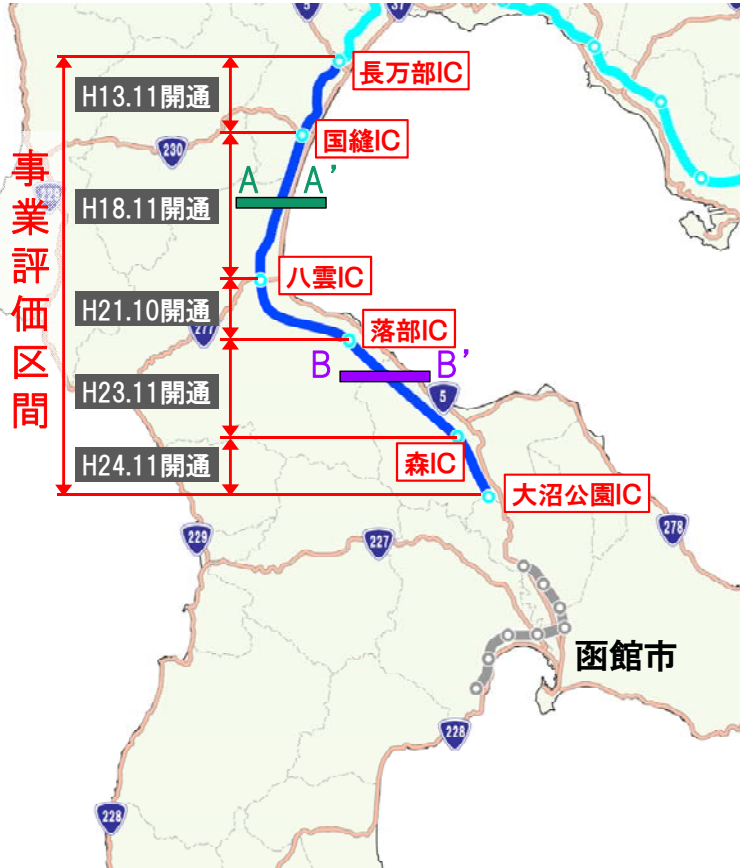 5
37
長万部IC
H13.11開通
国縫IC
230
事業評価区間
229
A A'
H18.11開通
八雲IC
H21.10開通
277
落部IC
B B'
H23.11開通
5
森IC
H24.11開通
大沼公園IC
229
227
278
函館市
228
228